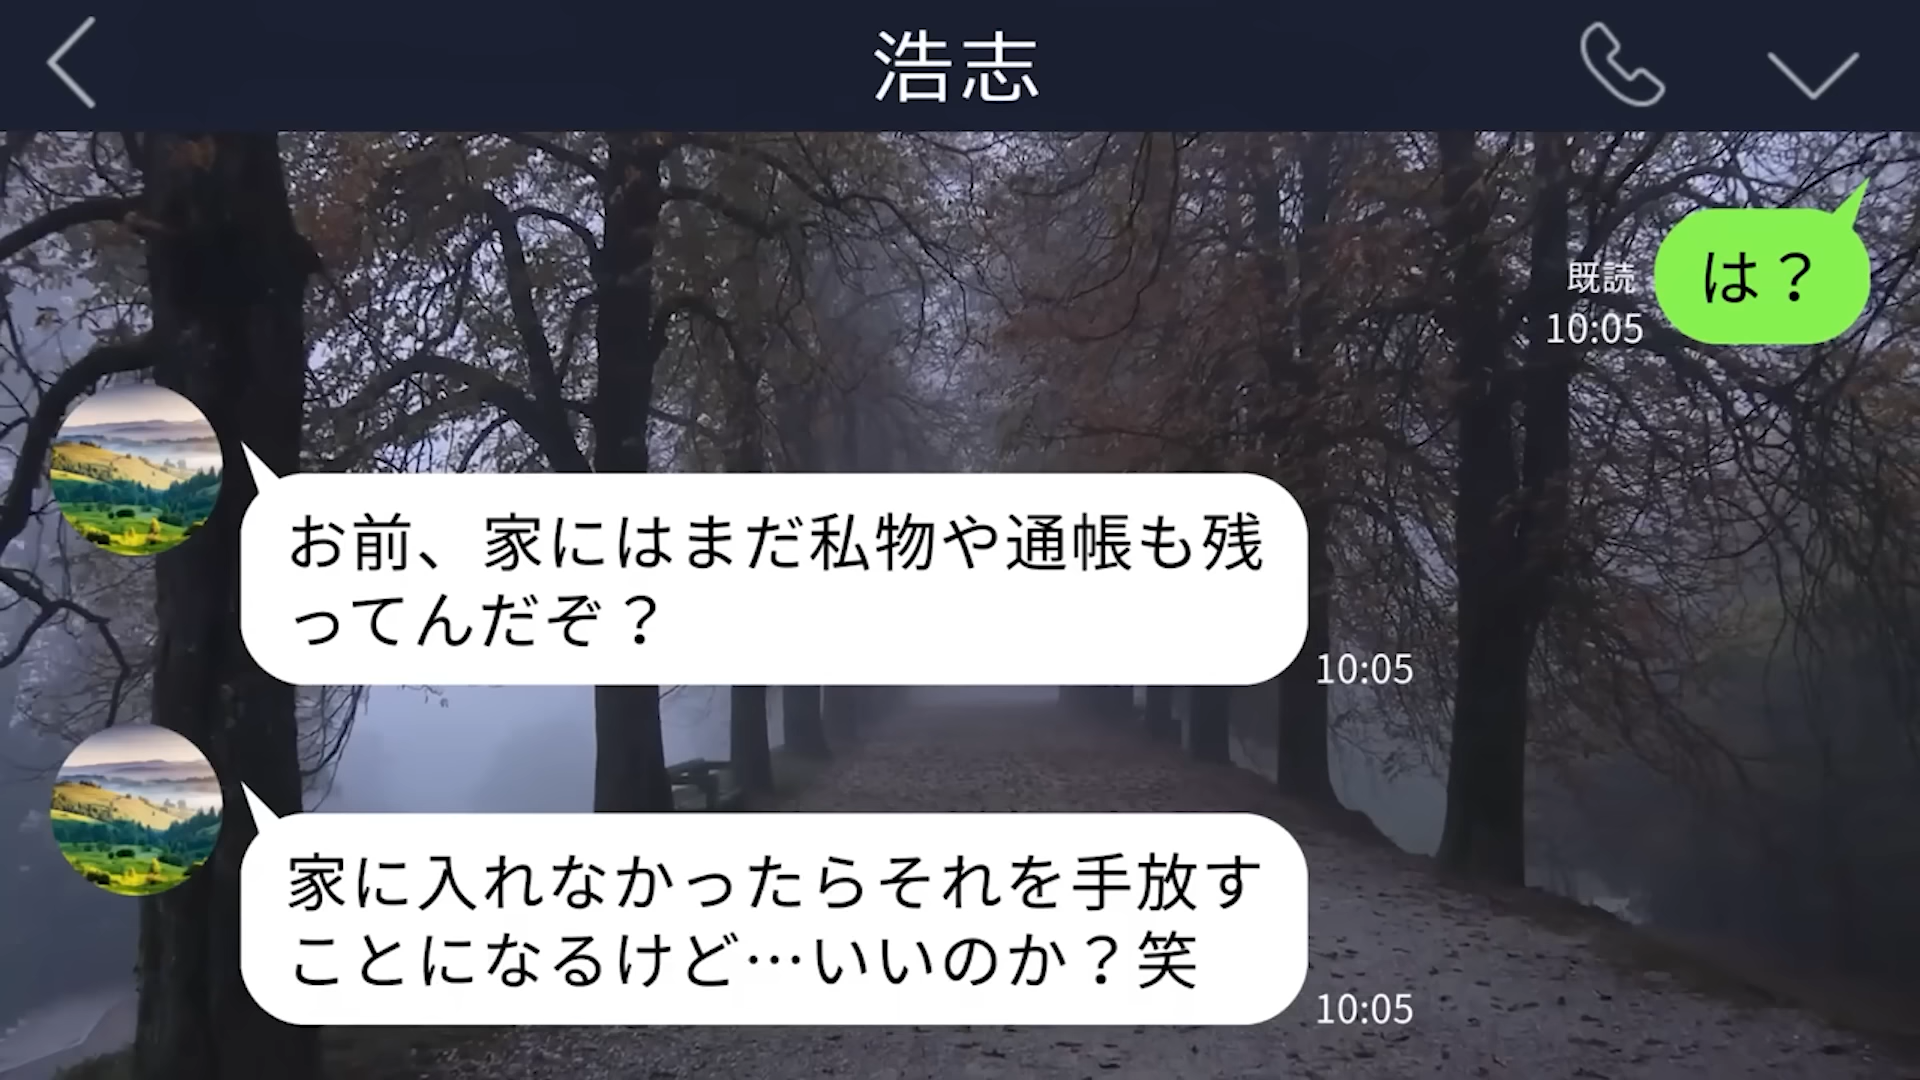 浩志
は？
既読
10:05
お前、家にはまだ私物や通帳も残
ってんだぞ？
10:05
家に入れなかったらそれを手放す
ことになるけど…いいのか？笑
10:05